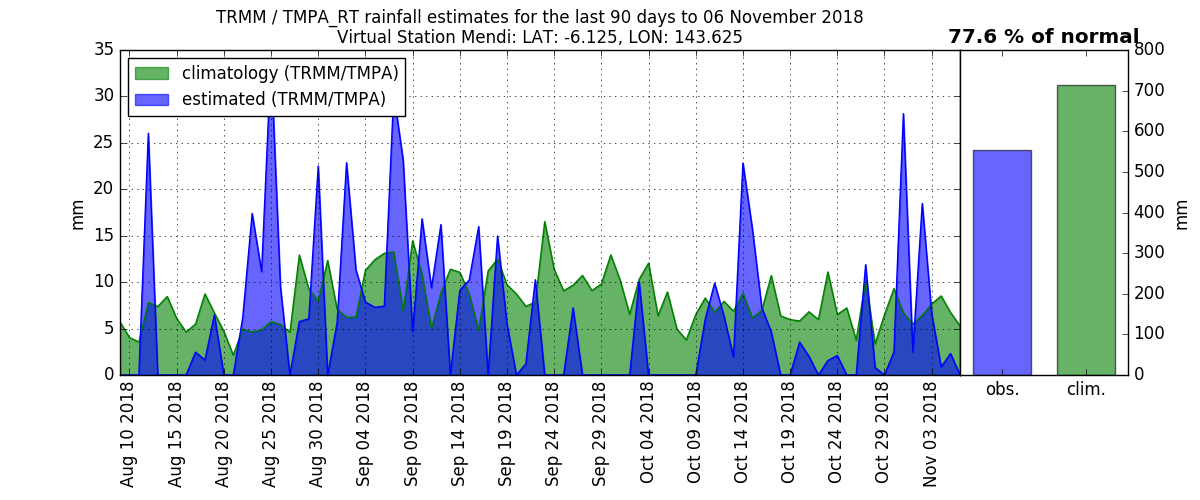 TRMM / TMPA_RT rainfall estimates for the last 90 days to 06 November 2018
Virtual Station Mendi: LAT: -6.125, LON: 143.625
77.6 % of normal
climatology (TRMM/TMPA)
estimated (TRMM/TMPA)
35
30
25
20
15
10
5
0
mm
Aug 10 2018
Aug 15 2018
Aug 20 2018
Aug 25 2018
Aug 30 2018
Sep 04 2018
Sep 09 2018
Sep 14 2018
Sep 19 2018
Sep 24 2018
Sep 29 2018
Oct 04 2018
Oct 09 2018
Oct 14 2018
Oct 19 2018
Oct 24 2018
Oct 29 2018
Nov 03 2018
obs.
clim.
800
700
600
500
400
300
200
100
0
mm